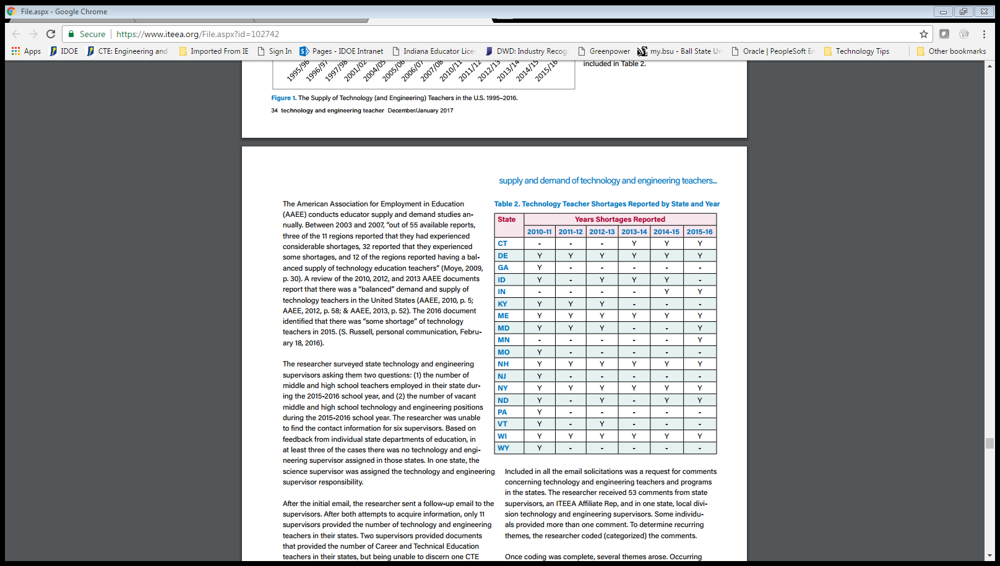 File.aspx - Google Chrome
Secure
https://www.iteea.org/File.aspx?id=102742
Apps
IDOE
CTE: Engineering and
Imported From IE
Sign In
Pages - IDOE Intranet
Indiana Educator Lice
DWD: Industry Recog
Greenpower
my.bsu - Ball State Un
Oracle | PeopleSoft En
Technology Tips
Other bookmarks
1995/96 1996/97 1997/98 2001/02 2004/05 2005/06 2006/07 2007/08 2010/11 2011/12 2012/13 2013/14 2014/15 2015/16
included in Table 2.
Figure 1. The Supply of Technology (and Engineering) Teachers in the U.S. 1995–2016.
34 technology and engineering teacher December/January 2017
supply and demand of technology and engineering teachers...
The American Association for Employment in Education
(AAEE) conducts educator supply and demand studies an-
nually. Between 2003 and 2007, “out of 55 available reports,
three of the 11 regions reported that they had experienced
considerable shortages, 32 reported that they experienced
some shortages, and 12 of the regions reported having a bal-
anced supply of technology education teachers” (Moye, 2009,
p. 30). A review of the 2010, 2012, and 2013 AAEE documents
report that there was a “balanced” demand and supply of
technology teachers in the United States (AAEE, 2010, p. 5;
AAEE, 2012, p. 58; & AAEE, 2013, p. 52). The 2016 document
identified that there was “some shortage” of technology
teachers in 2015. (S. Russell, personal communication, Febru-
ary 18, 2016).
The researcher surveyed state technology and engineering
supervisors asking them two questions: (1) the number of
middle and high school teachers employed in their state dur-
ing the 2015-2016 school year, and (2) the number of vacant
middle and high school technology and engineering positions
during the 2015-2016 school year. The researcher was unable
to find the contact information for six supervisors. Based on
feedback from individual state departments of education, in
at least three of the cases there was no technology and engi-
neering supervisor assigned in those states. In one state, the
science supervisor was assigned the technology and engineering
supervisor responsibility.
After the initial email, the researcher sent a follow-up email to the
supervisors. After both attempts to acquire information, only 11
supervisors provided the number of technology and engineering
teachers in their states. Two supervisors provided documents
that provided the number of Career and Technical Education
teachers in their states, but being unable to discern one CTE
Table 2. Technology Teacher Shortages Reported by State and Year
State Years Shortages Reported
2010-11 2011-12 2012-13 2013-14 2014-15 2015-16
CT - - - Y Y Y
DE Y Y Y Y Y Y
GA Y - - - - -
ID Y - Y Y Y -
IN - - - - Y Y
KY Y Y Y - - -
ME Y Y Y Y Y Y
MD Y Y Y - - Y
MN - - - - - Y
MO Y - - - - -
NH Y Y Y Y Y Y
NJ Y - - - - -
NY Y Y Y Y Y Y
ND Y - Y - Y Y
PA Y - - - - -
VT Y - Y - - -
WI Y Y Y Y Y Y
WY Y - - - - -
Included in all the email solicitations was a request for comments
concerning technology and engineering teachers and programs
in the states. The researcher received 53 comments from state
supervisors, an ITEEA Affiliate Rep, and in one state, local divi-
sion technology and engineering supervisors. Some individu-
als provided more than one comment. To determine recurring
themes, the researcher coded (categorized) the comments.
Once coding was complete, several themes arose. Occurring